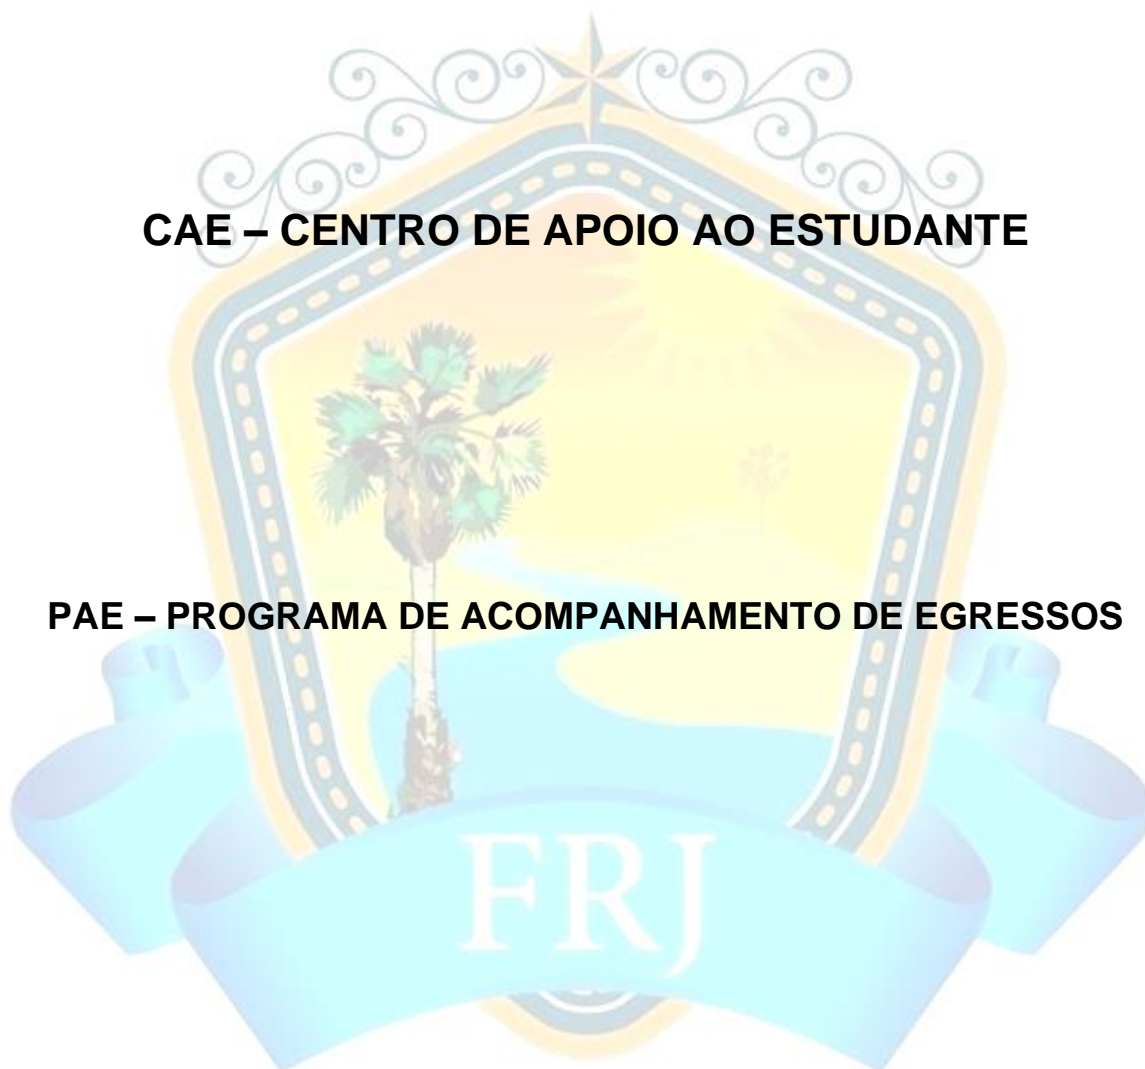 CAE – CENTRO DE APOIO AO ESTUDANTE
PAE – PROGRAMA DE ACOMPANHAMENTO DE EGRESSOS
FRJ